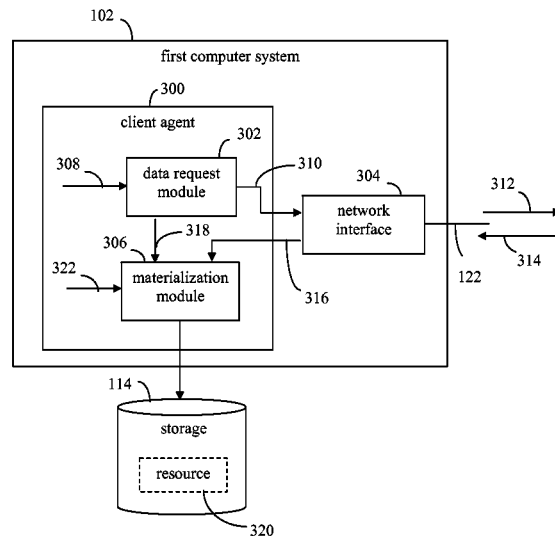 102
first computer system
300
client agent
302
308
data request
module
310
304
312
network
interface
318
306
322
materialization
module
316
122
314
114
storage
resource
320